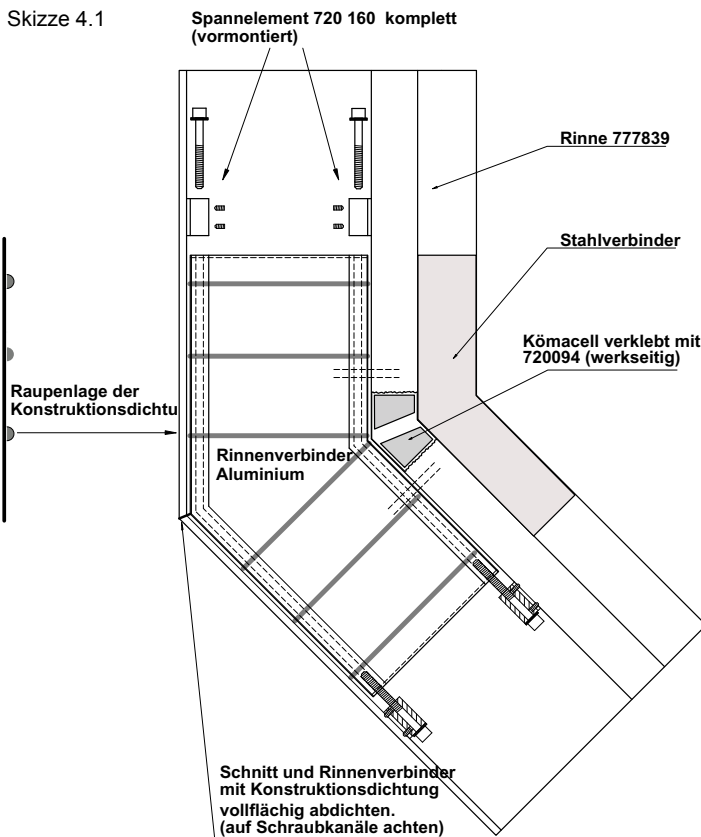 Skizze 4.1
Spannelement 720 160 komplett
(vormontiert)
Rinne 777839
Stahlverbinder
Kömacell verklebt mit
720094 (werkseitig)
Raupenlage der
Konstruktionsdichtu
Rinnenverbinder
Aluminium
Schnitt und Rinnenverbinder
mit Konstruktionsdichtung
vollflächig abdichten.
(auf Schraubkanäle achten)